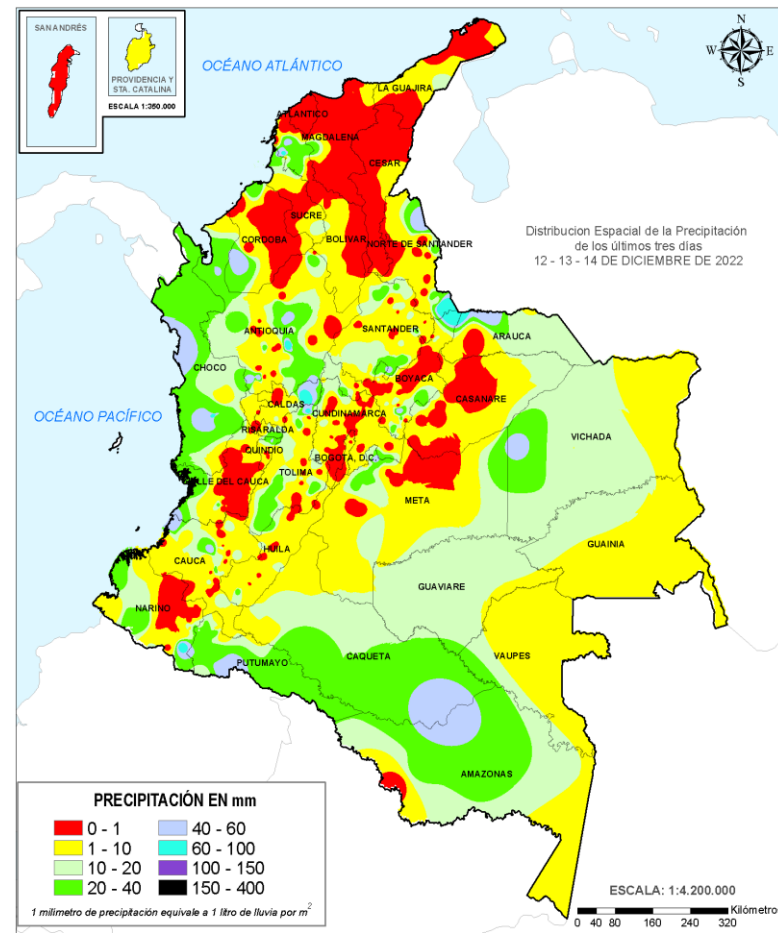 SAN ANDRÉS
PROVIDENCIA Y
STA. CATALINA
ESCALA 1:350.000
OCÉANO ATLÁNTICO
N
W
E
S
LA GUAJIRA
ATLANTICO
MAGDALENA
CESAR
SUCRE
CORDOBA
BOLIVAR
NORTE DE SANTANDER
Distribucion Espacial de la Precipitación
de los últimos tres días
12 - 13 - 14 DE DICIEMBRE DE 2022
ANTIOQUIA
SANTANDER
ARAUCA
CHOCO
BOYACA
CASANARE
CALDAS
CUNDINAMARCA
OCÉANO PACÍFICO
RISARALDA
VICHADA
QUINDIO
BOGOTA, D.C.
TOLIMA
VALLE DEL CAUCA
META
GUAINIA
HUILA
CAUCA
GUAVIARE
NARIÑO
CAQUETA
VAUPES
PUTUMAYO
AMAZONAS
PRECIPITACIÓN EN mm
0 - 1
40 - 60
1 - 10
60 - 100
10 - 20
100 - 150
20 - 40
150 - 400
1 milimetro de precipitación equivale a 1 litro de lluvia por m2
ESCALA: 1:4.200.000
Kilómetros
0 40 80 160 240 320